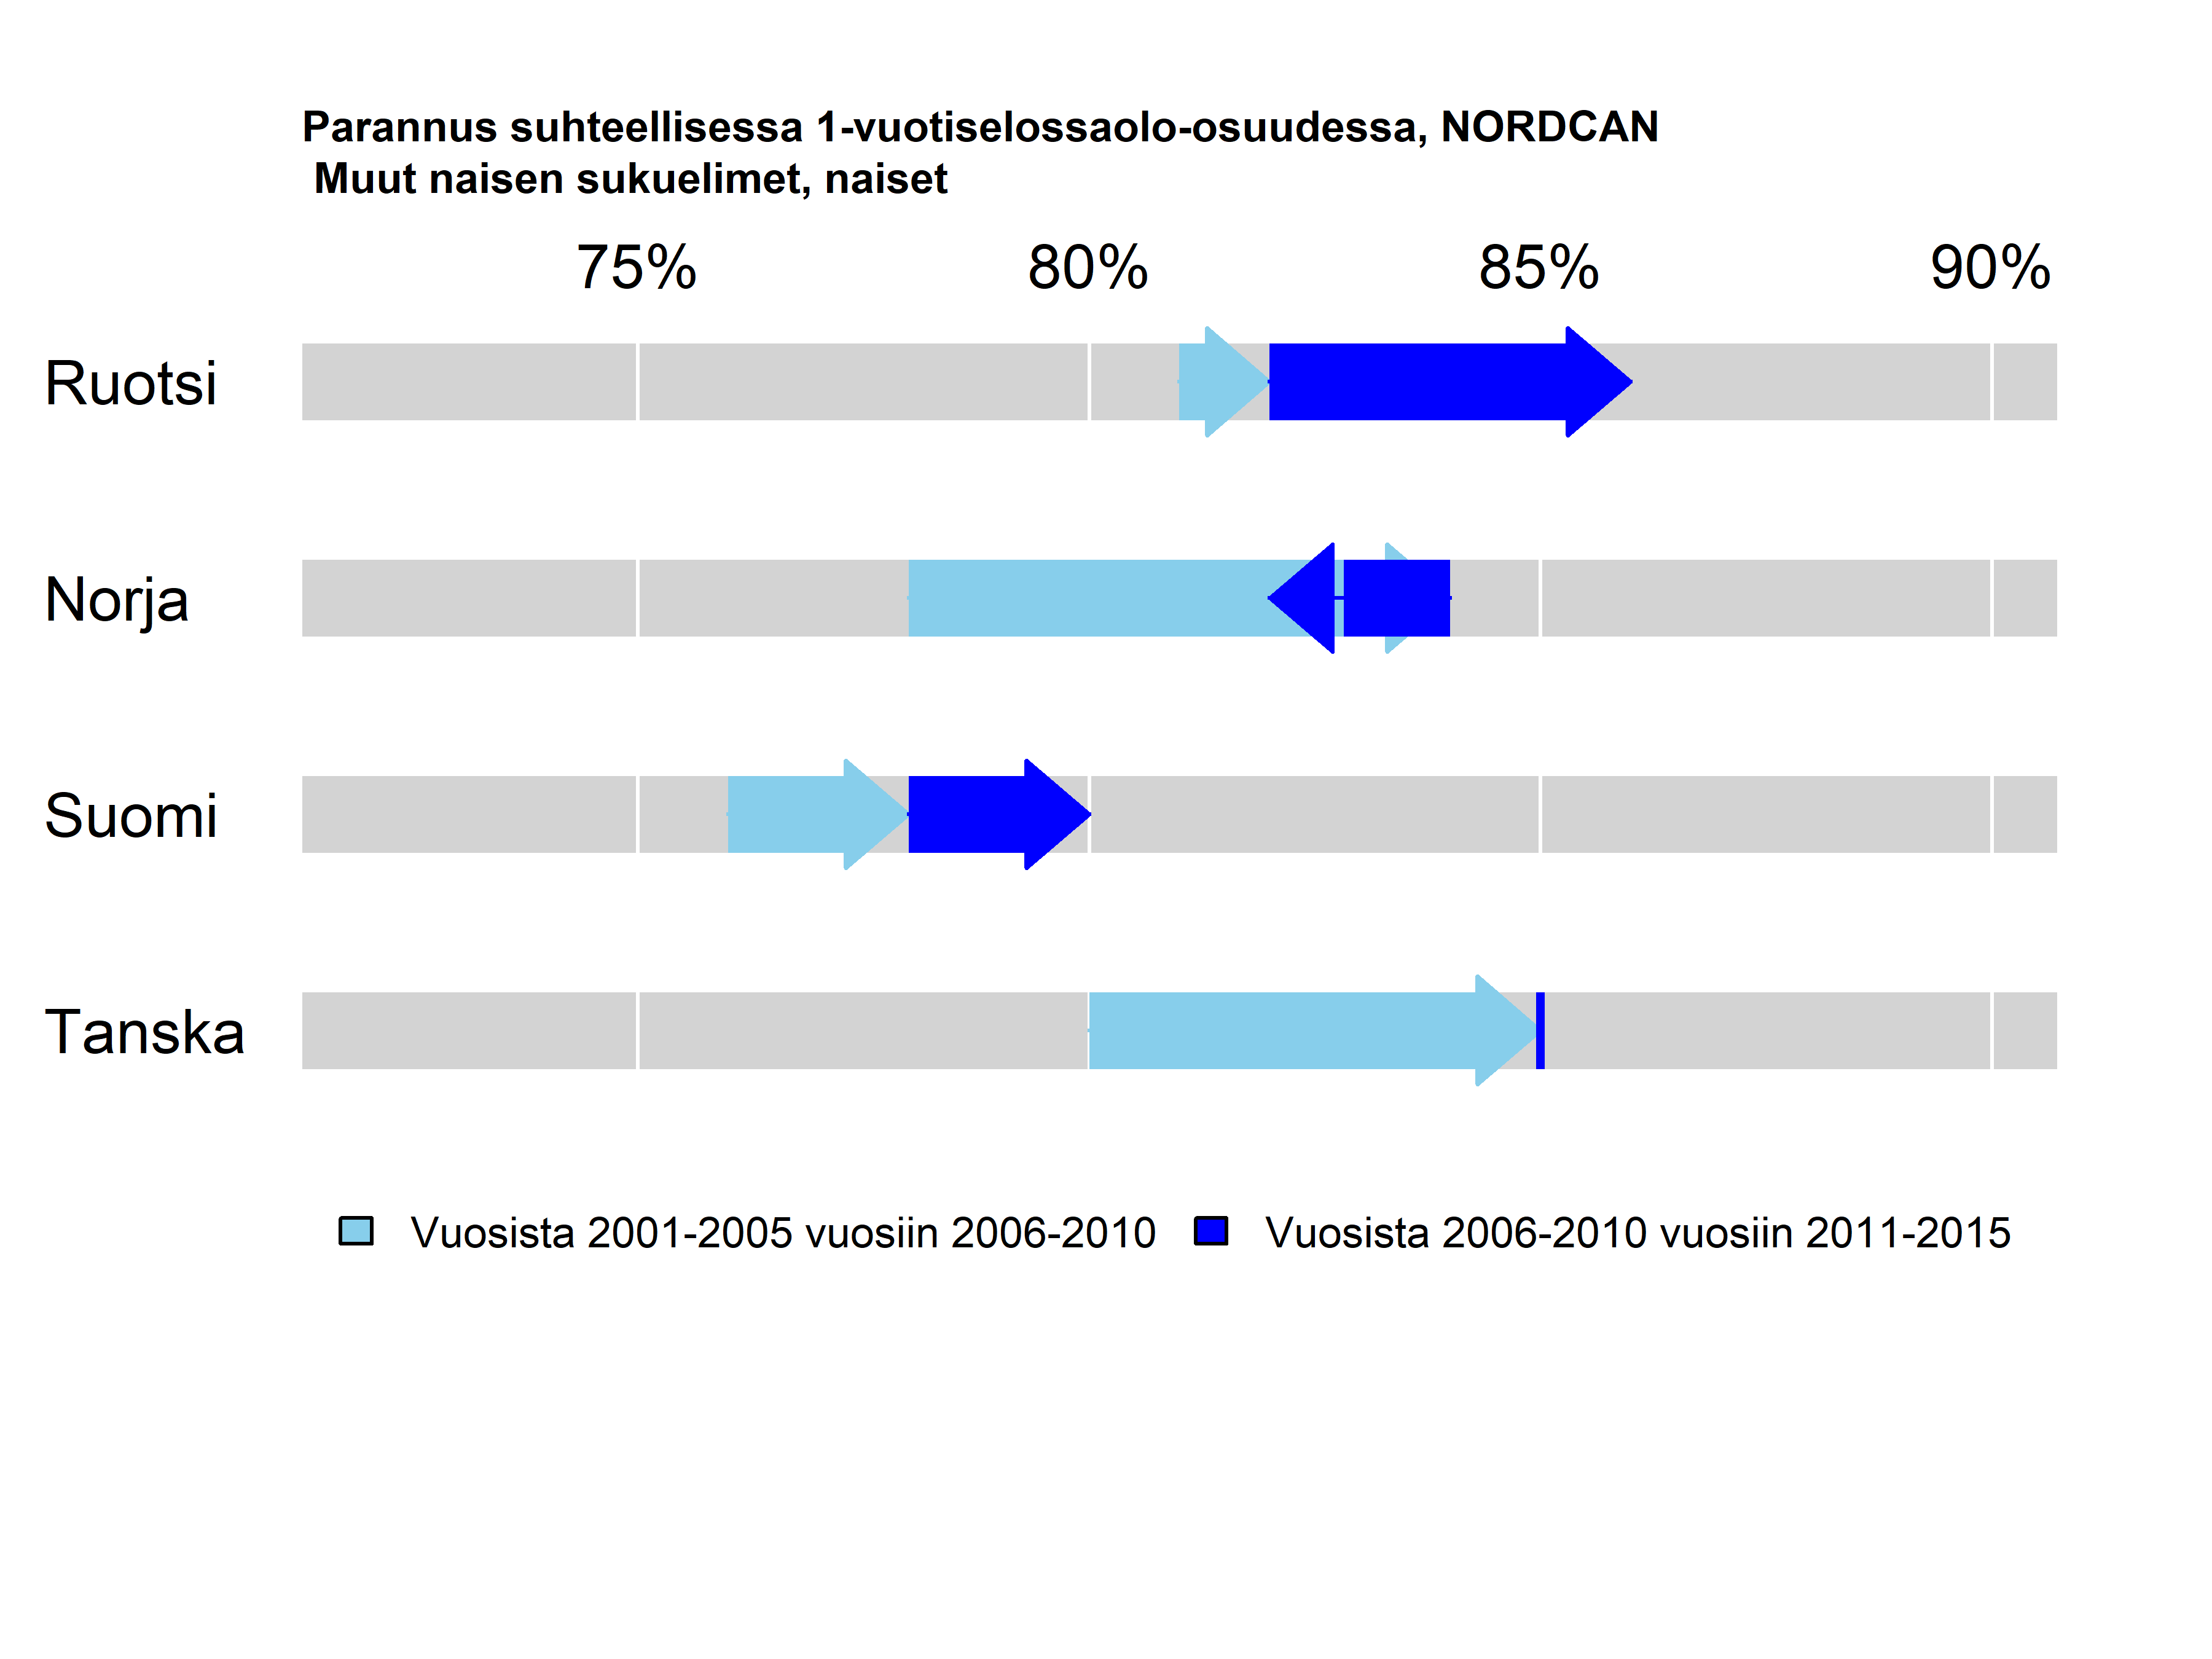 Parannus suhteellisessa 1-vuotiselossaolo-osuudessa, NORDCAN
Muut naisen sukuelimet, naiset
75% 80% 85% 90%
Ruotsi
Norja
Suomi
Tanska
Vuosista 2001-2005 vuosiin 2006-2010 Vuosista 2006-2010 vuosiin 2011-2015